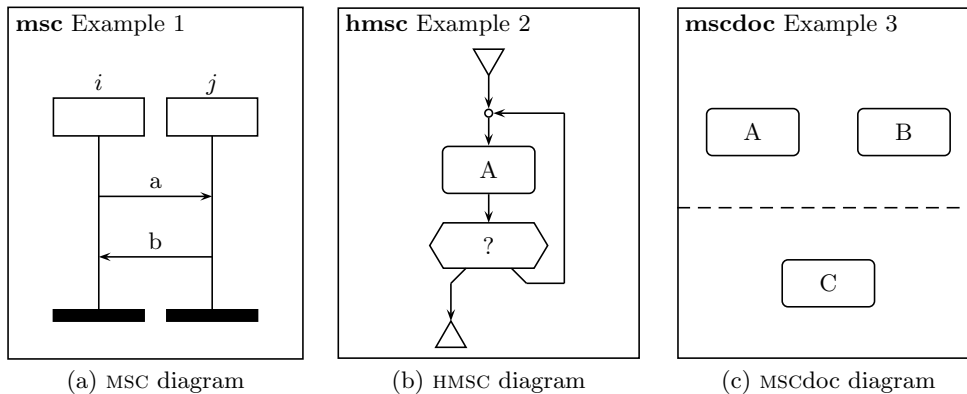 msc Example 1
i j
a
b
(a) MSC diagram
hmsc Example 2
A
?
(b) HMSC diagram
mscdoc Example 3
A B
C
(c) MSCdoc diagram